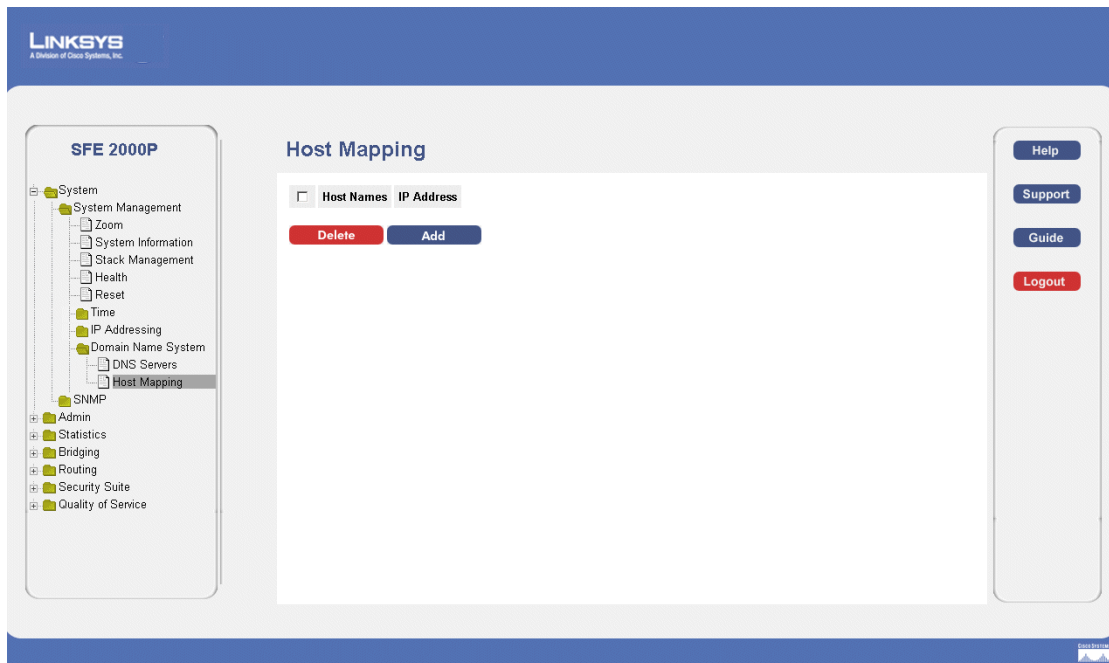 LINKSYS
A Division of Cisco Systems, Inc.
SFE 2000P
System
System Management
Zoom
System Information
Stack Management
Health
Reset
Time
IP Addressing
Domain Name System
DNS Servers
Host Mapping
SNMP
Admin
Statistics
Bridging
Routing
Security Suite
Quality of Service
Host Mapping
Host Names IP Address
Delete Add
Help
Support
Guide
Logout
CISCO SYSTEMS